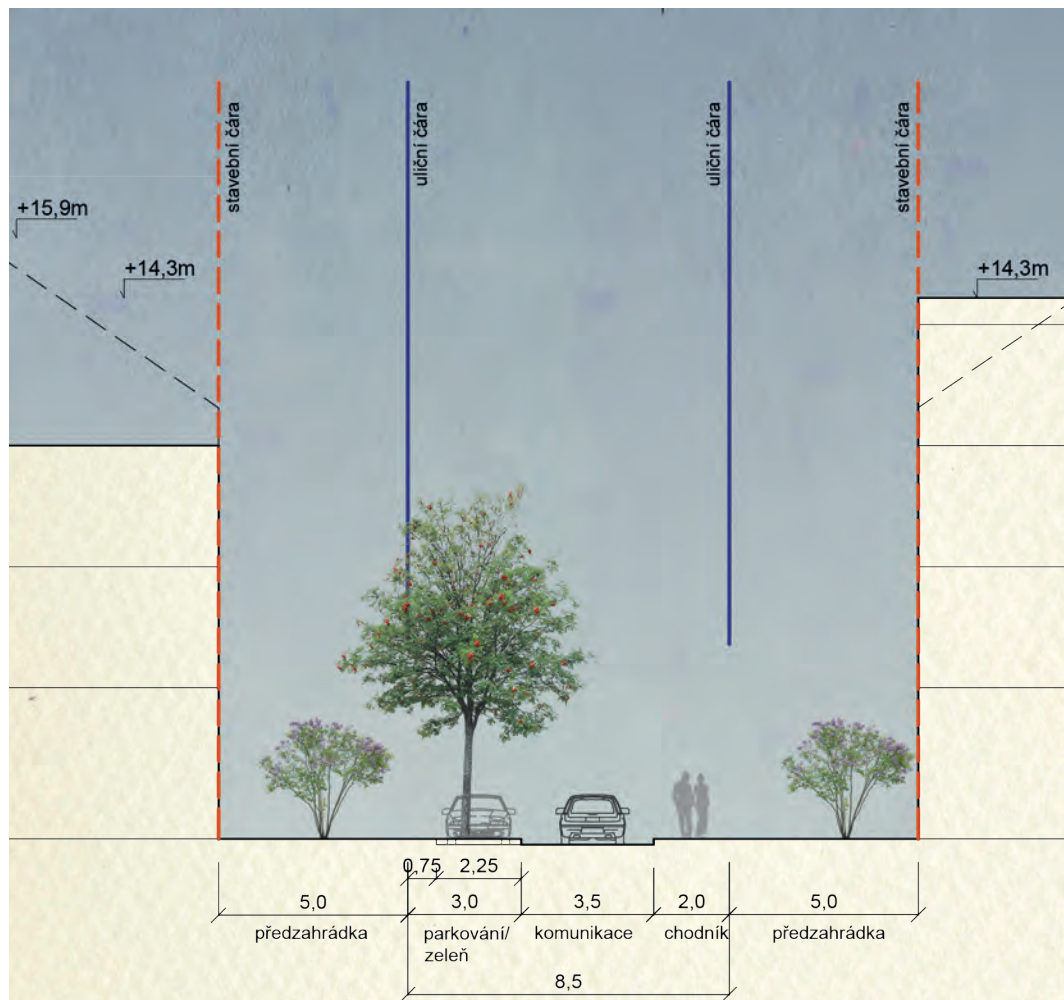 stavební čára
uliční čára
uliční čára
stavební čára
+15,9m
+14,3m
+14,3m
0,75 2,25
5,0 3,0 3,5 2,0 5,0
předzahrádka parkování/ komunikace chodník předzahrádka
zeleň
8,5